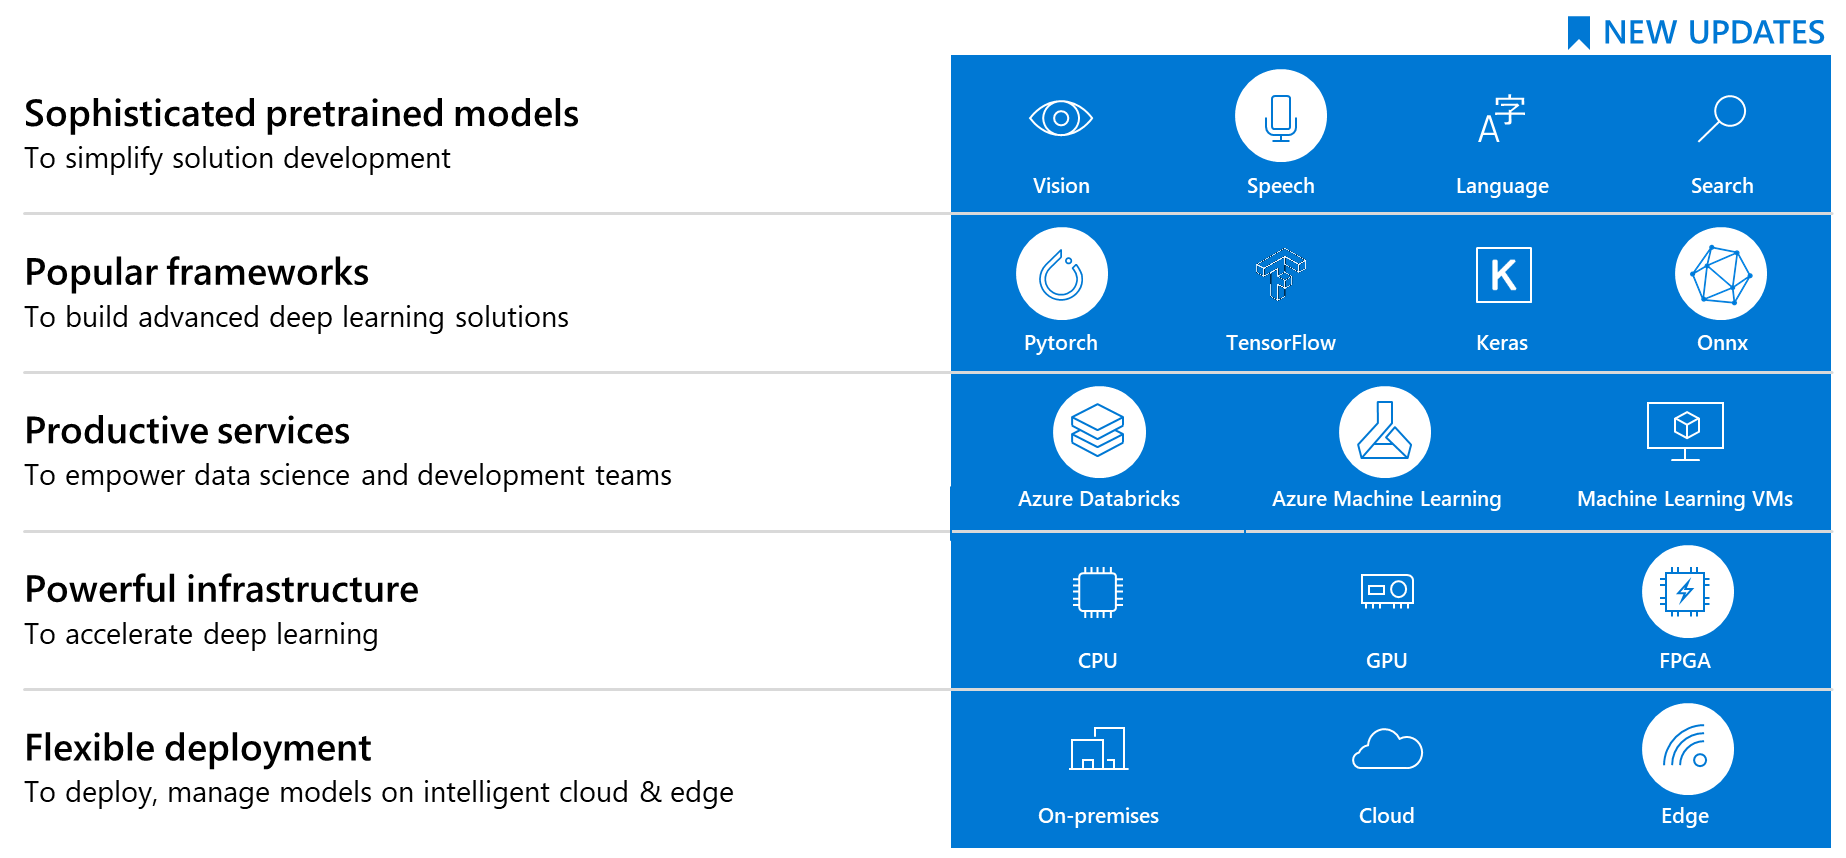 NEW UPDATES
Sophisticated pretrained models
To simplify solution development
Vision
Speech
A字
Language
Search
Popular frameworks
To build advanced deep learning solutions
Pytorch
TensorFlow
K
Keras
Onnx
Productive services
To empower data science and development teams
Azure Databricks
Azure Machine Learning
Machine Learning VMs
Powerful infrastructure
To accelerate deep learning
CPU
GPU
FPGA
Flexible deployment
To deploy, manage models on intelligent cloud & edge
On-premises
Cloud
Edge